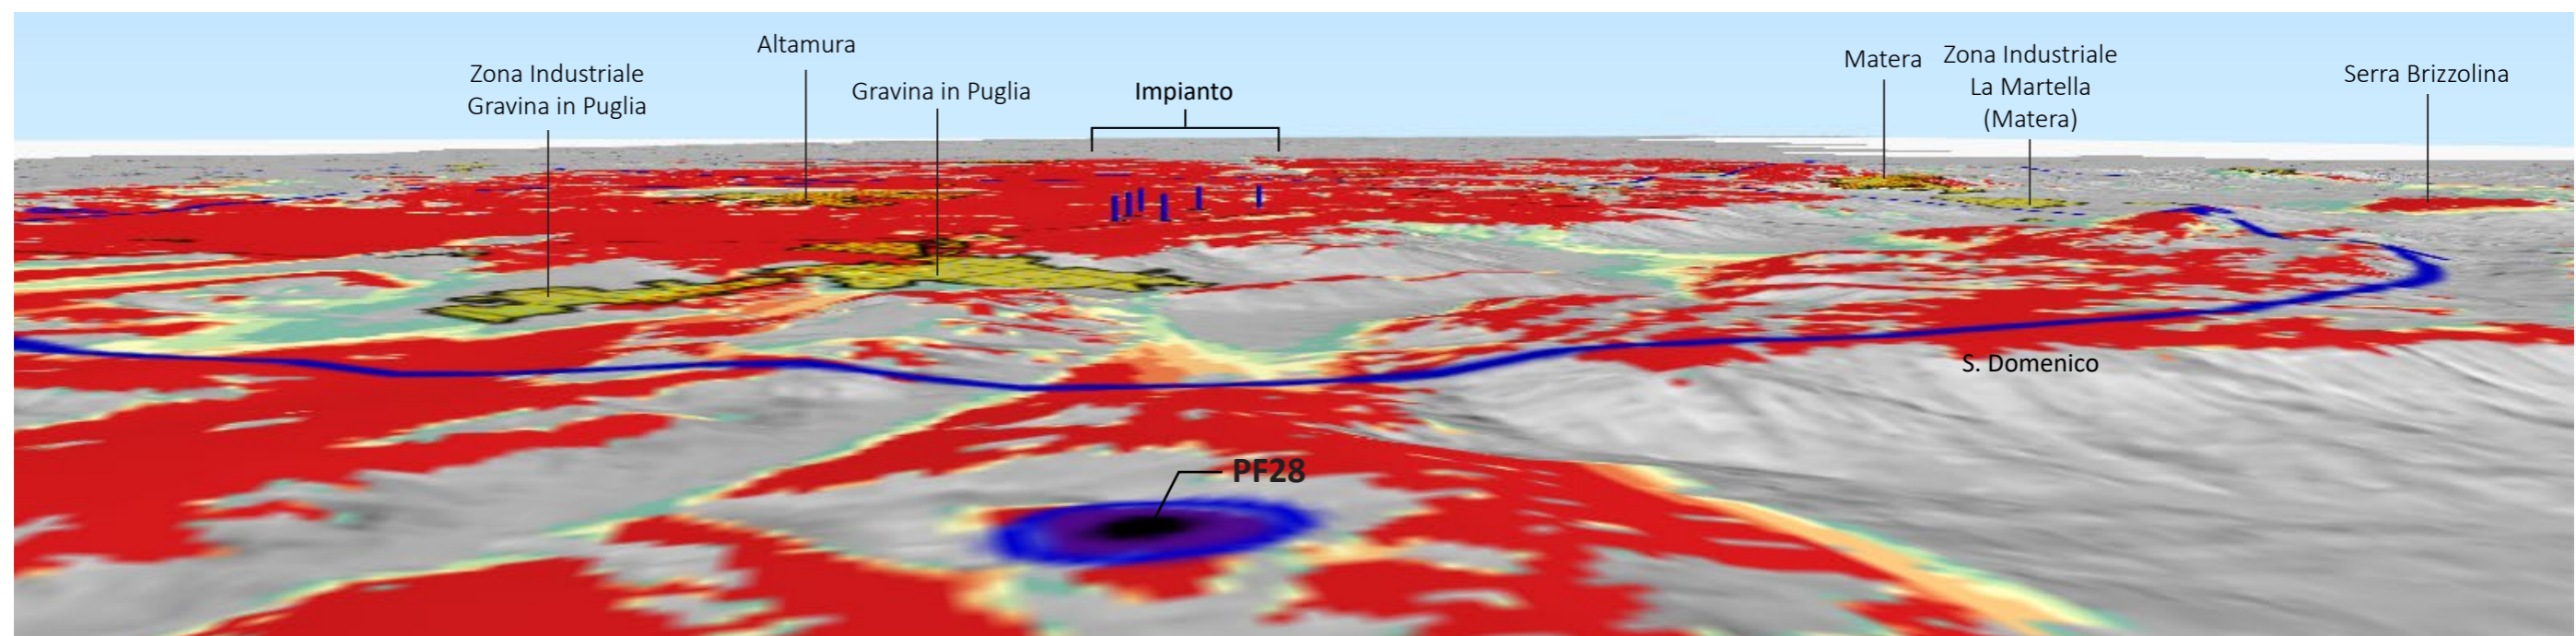 Zona Industriale
Gravina in Puglia
Altamura
Gravina in Puglia
Impianto
Matera
Zona Industriale
La Martella
(Matera)
Serra Brizzolina
S. Domenico
PF28